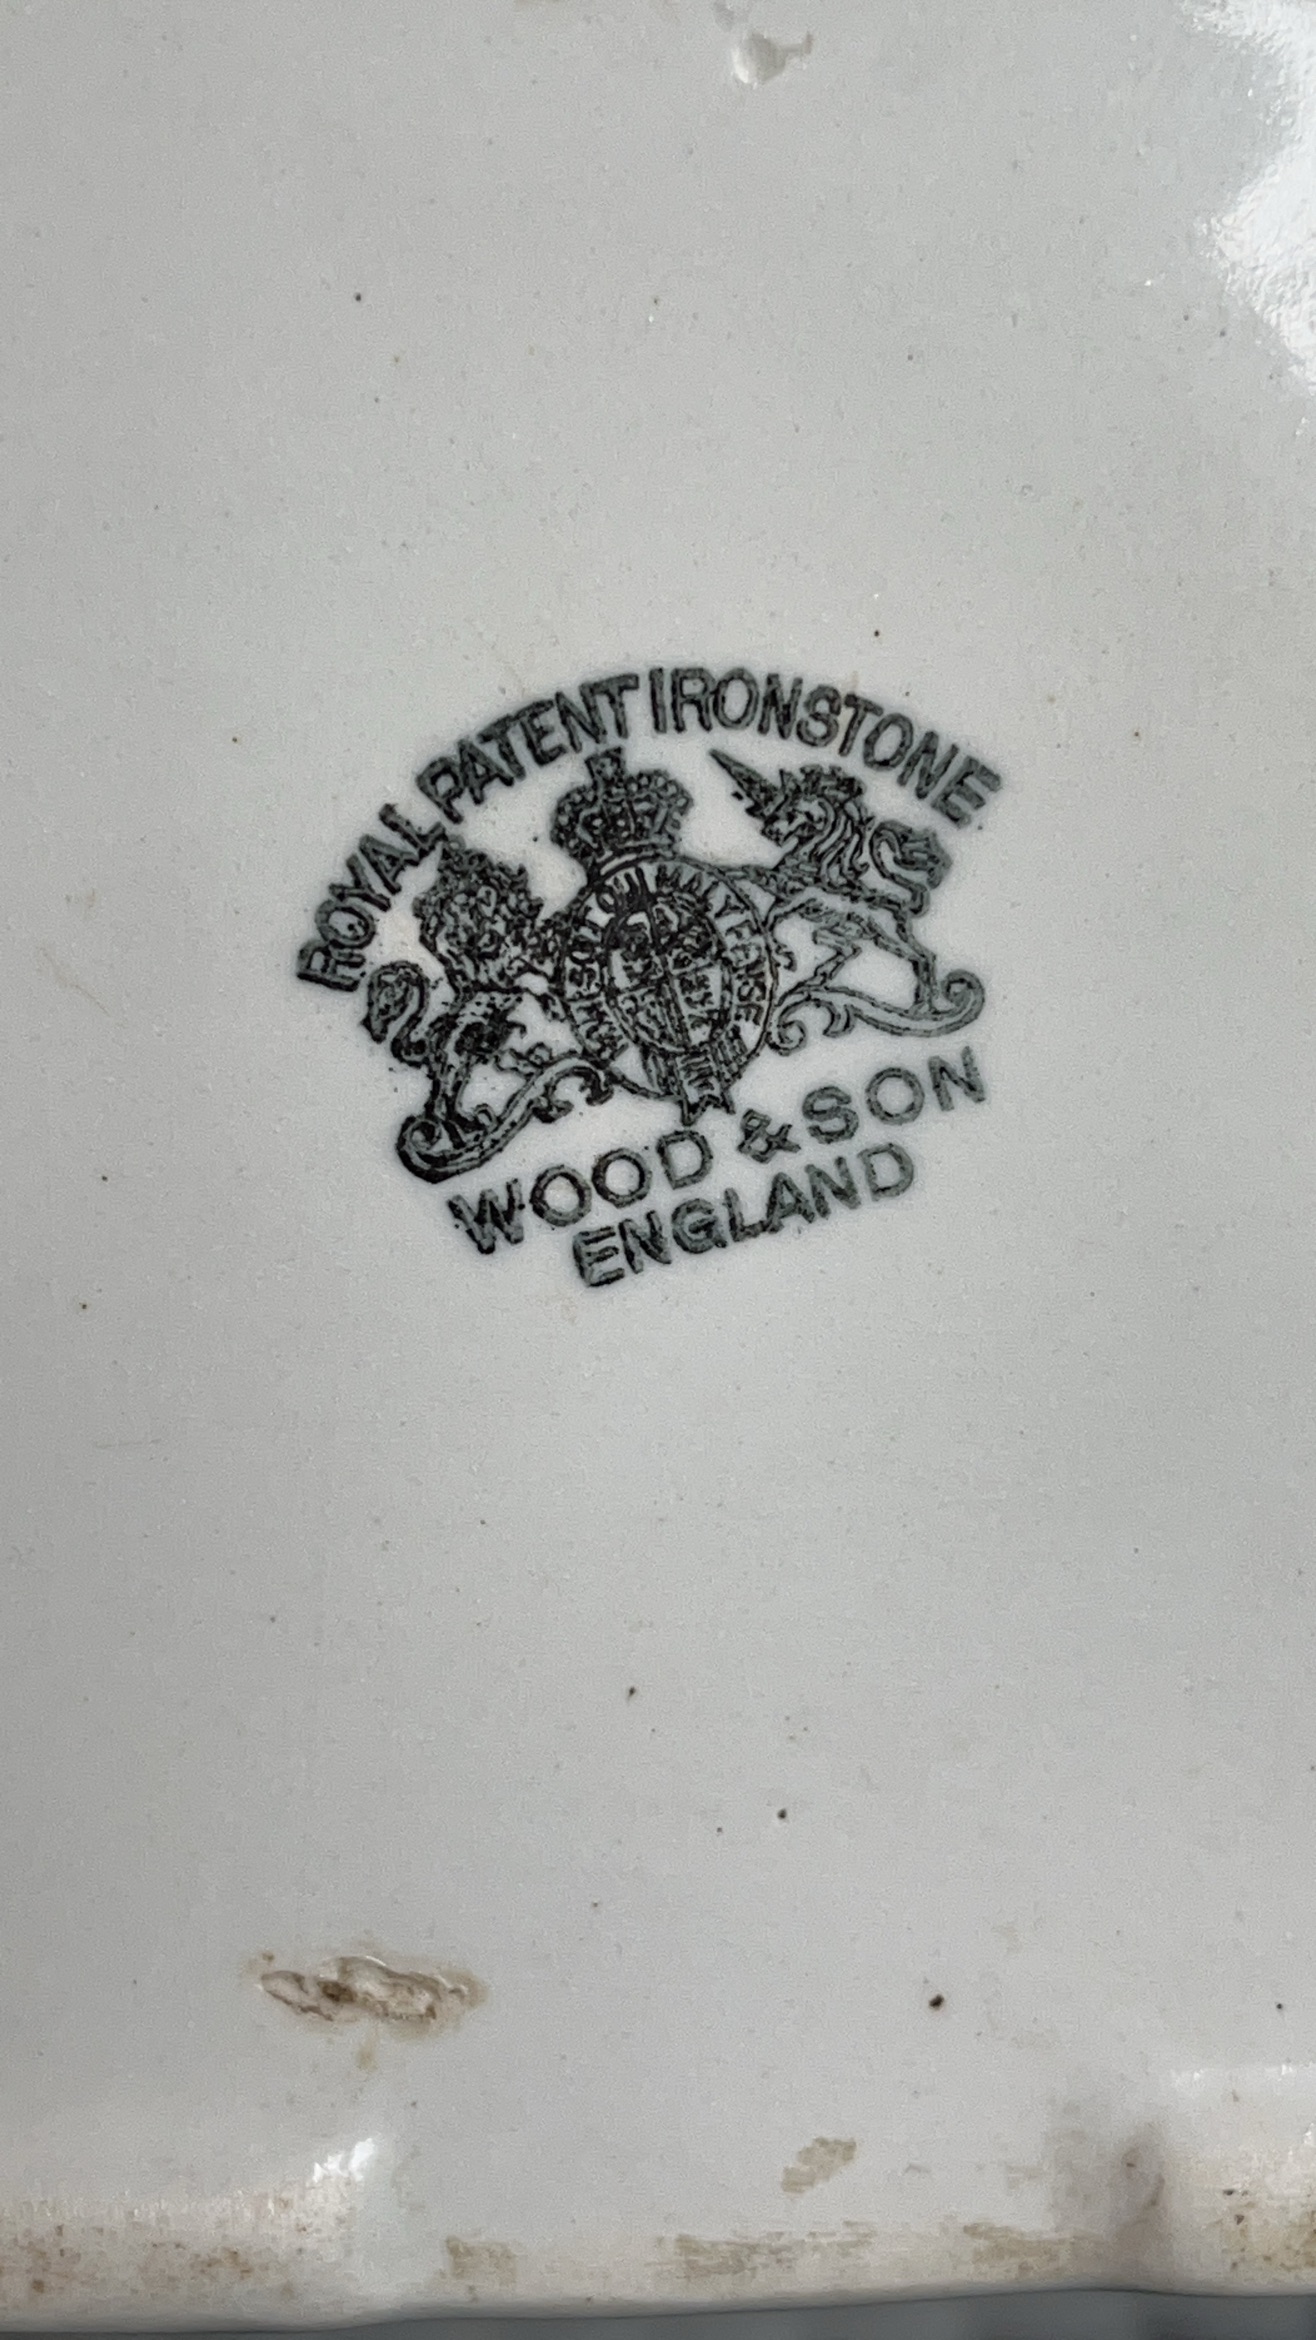 ROYAL PATENT IRONSTONE
WOOD & SON
ENGLAND